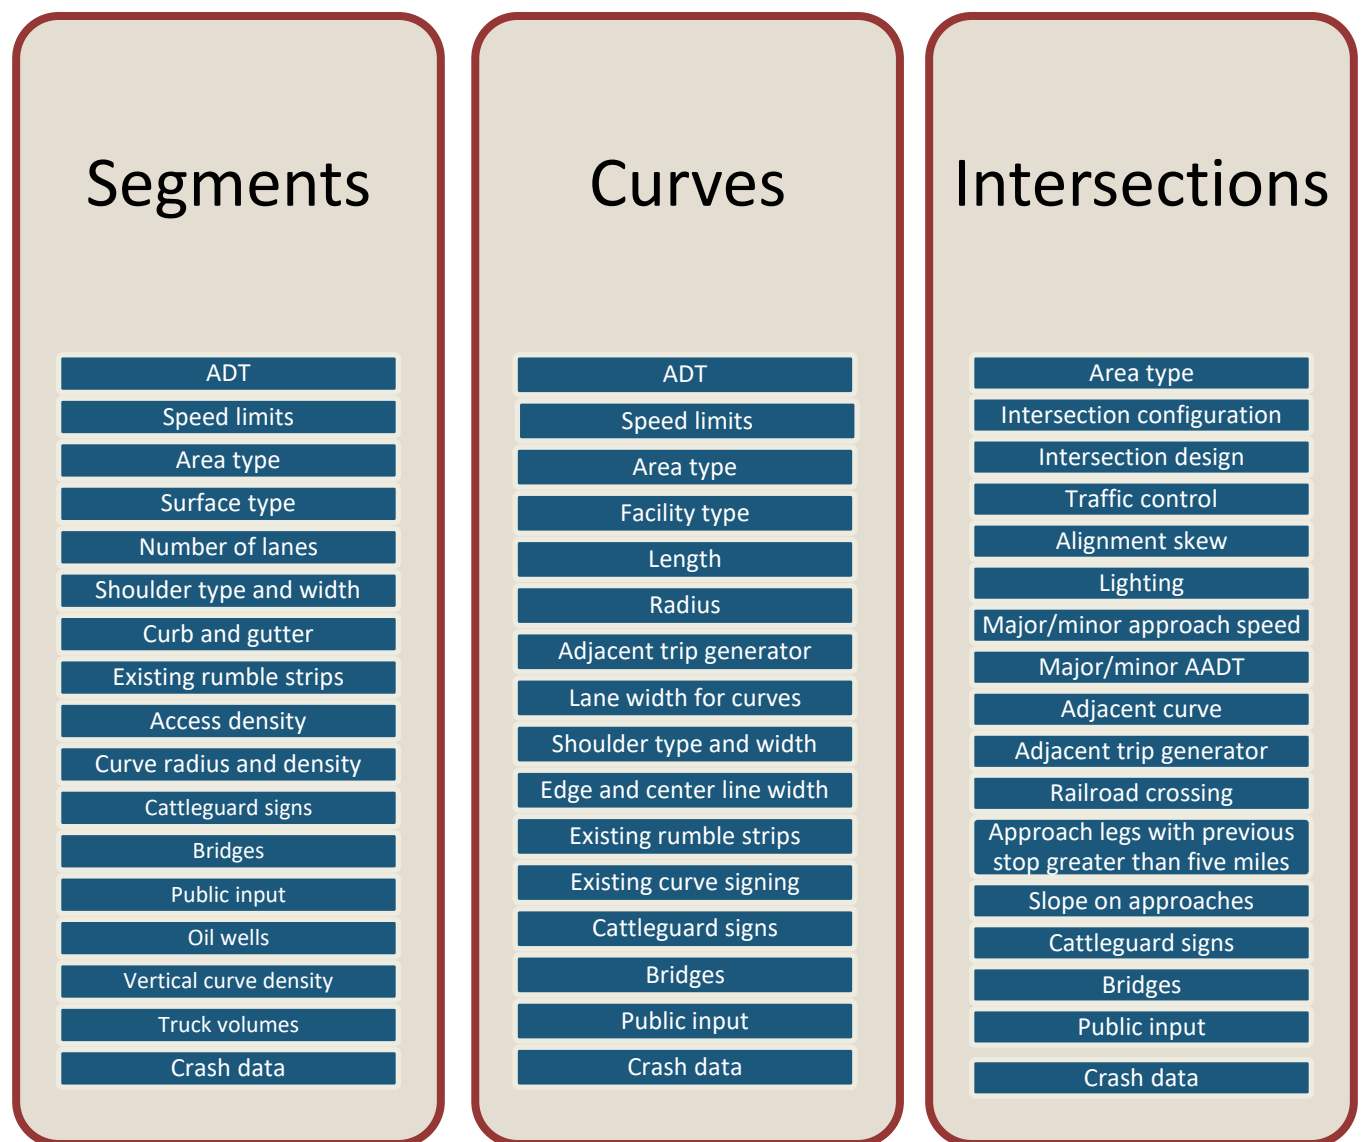 Segments
ADT
Speed limits
Area type
Surface type
Number of lanes
Shoulder type and width
Curb and gutter
Existing rumble strips
Access density
Curve radius and density
Cattleguard signs
Bridges
Public input
Oil wells
Vertical curve density
Truck volumes
Crash data
Curves
ADT
Speed limits
Area type
Facility type
Length
Radius
Adjacent trip generator
Lane width for curves
Shoulder type and width
Edge and center line width
Existing rumble strips
Existing curve signing
Cattleguard signs
Bridges
Public input
Crash data
Intersections
Area type
Intersection configuration
Intersection design
Traffic control
Alignment skew
Lighting
Major/minor approach speed
Major/minor AADT
Adjacent curve
Adjacent trip generator
Railroad crossing
Approach legs with previous
stop greater than five miles
Slope on approaches
Cattleguard signs
Bridges
Public input
Crash data